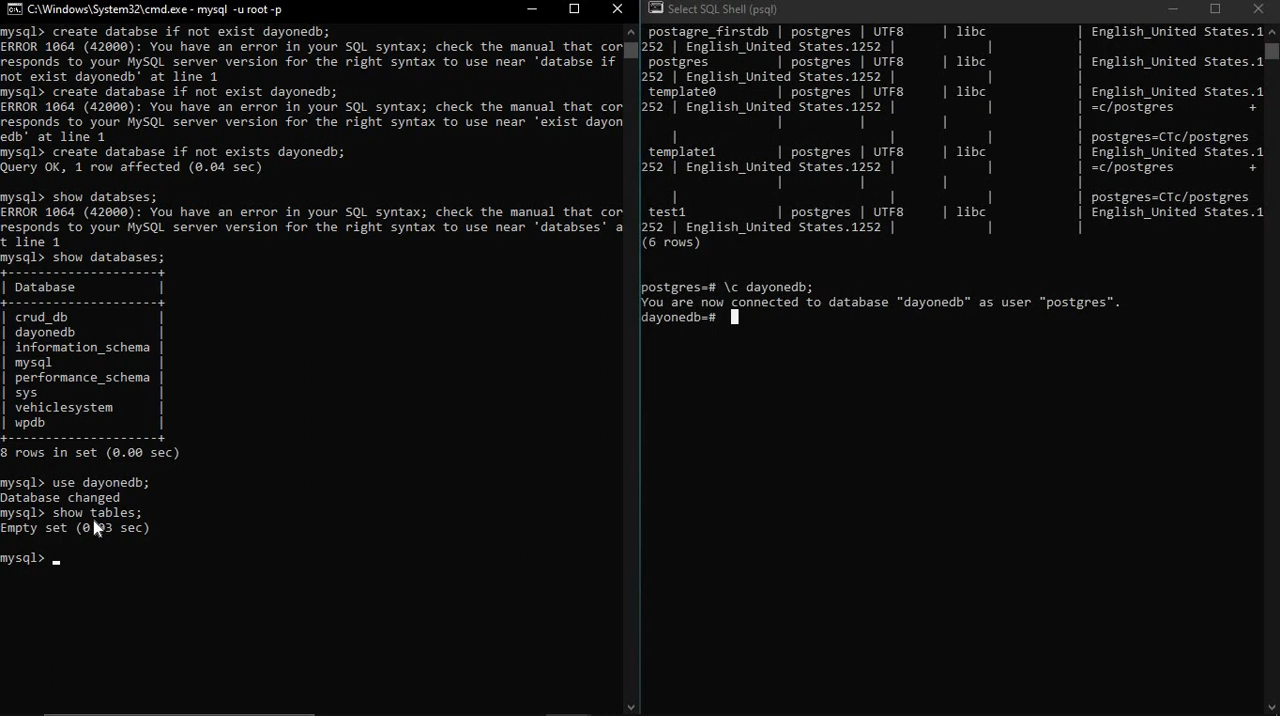 C:\Windows\System32\cmd.exe - mysql -u root -p
mysql> create databse if not exist dayonedb;
ERROR 1064 (42000): You have an error in your SQL syntax; check the manual that cor
responds to your MySQL server version for the right syntax to use near 'databse if
not exist dayonedb' at line 1
mysql> create database if not exist dayonedb;
ERROR 1064 (42000): You have an error in your SQL syntax; check the manual that cor
responds to your MySQL server version for the right syntax to use near 'exist dayon
edb' at line 1
mysql> create database if not exists dayonedb;
Query OK, 1 row affected (0.04 sec)
mysql> show databses;
ERROR 1064 (42000): You have an error in your SQL syntax; check the manual that cor
responds to your MySQL server version for the right syntax to use near 'databses' a
t line 1
mysql> show databases;
+--------------------+
| Database           |
+--------------------+
| crud_db            |
| dayonedb           |
| information_schema |
| mysql              |
| performance_schema |
| sys                |
| vehiclesystem      |
| wpdb               |
+--------------------+
8 rows in set (0.00 sec)
mysql> use dayonedb;
Database changed
mysql> show tables;
Empty set (0.03 sec)
mysql>
Select SQL Shell (psql)
postagre_firstdb | postgres | UTF8     | libc            | English_United States.1
252 | English_United States.1252 |            |           |
postgres         | postgres | UTF8     | libc            | English_United States.1
252 | English_United States.1252 |            |           |
template0        | postgres | UTF8     | libc            | English_United States.1
252 | English_United States.1252 |            |           | =c/postgres          +
|                        |          |            |
|                            |            |           | postgres=CTc/postgres
template1        | postgres | UTF8     | libc            | English_United States.1
252 | English_United States.1252 |            |           | =c/postgres          +
|                        |          |            |
|                            |            |           | postgres=CTc/postgres
test1            | postgres | UTF8     | libc            | English_United States.1
252 | English_United States.1252 |            |           |
(6 rows)
postgres=# \c dayonedb;
You are now connected to database "dayonedb" as user "postgres".
dayonedb=#